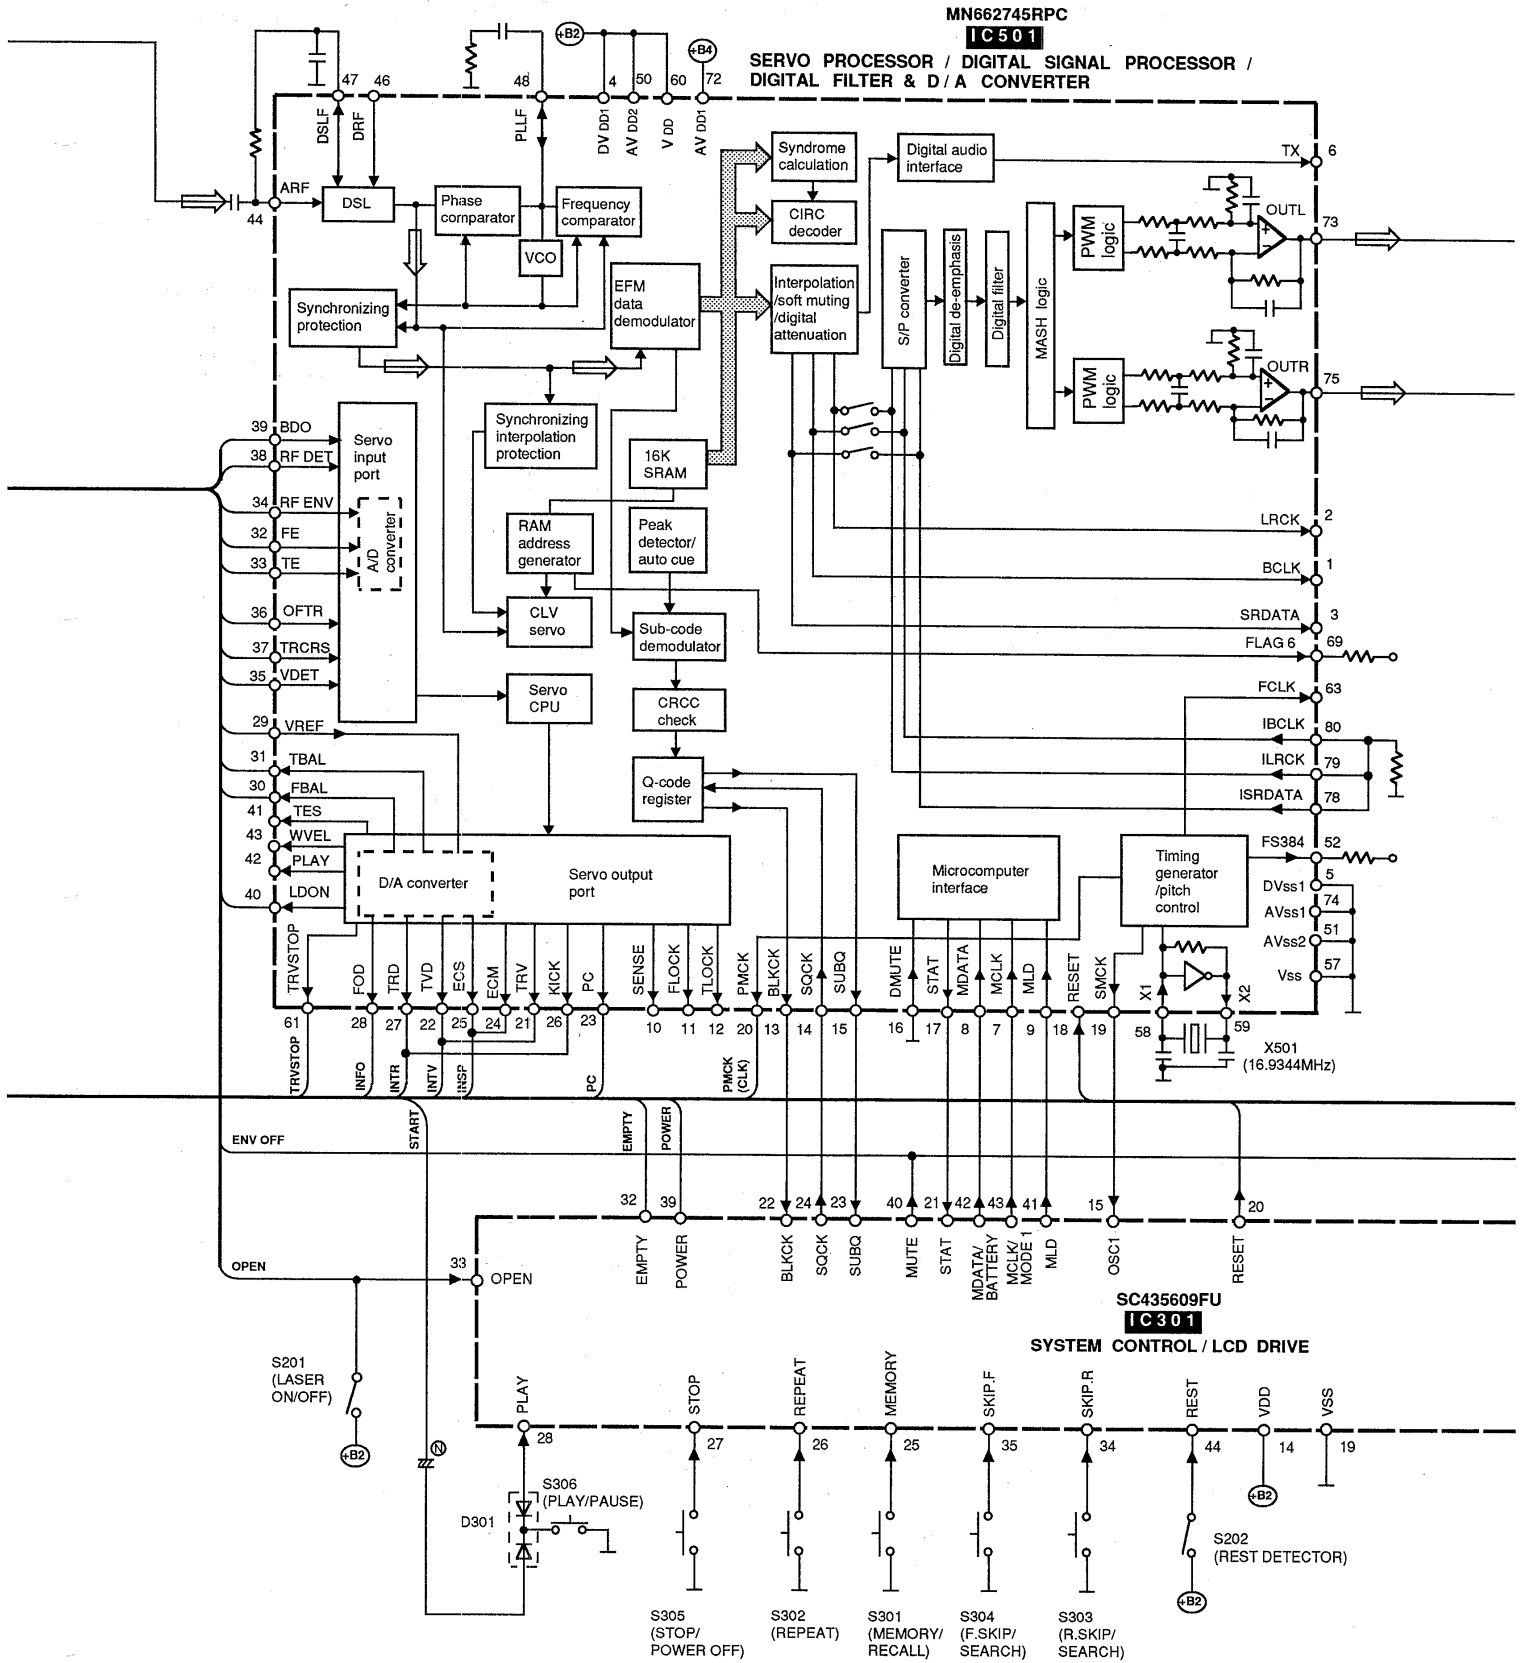 MN662745RPC
IC501
SERVO PROCESSOR / DIGITAL SIGNAL PROCESSOR /
DIGITAL FILTER & D/A CONVERTER
+B2
+B4
47 46 48 4 50 60 72
DSLF DRF PLLF DV DD1 AV DD2 V DD AV DD1
44 ARF
DSL
Phase
comparator
Frequency
comparator
VCO
Synchronizing
protection
EFM
data
demodulator
Syndrome
calculation
CIRC
decoder
Interpolation
/soft muting
/digital
attenuation
Digital audio
interface
TX 6
S/P converter
Digital de-emphasis
Digital filter
MASH logic
PWM
logic
OUTL
73
+
−
PWM
logic
OUTR
75
+
−
Synchronizing
interpolation
protection
16K
SRAM
RAM
address
generator
Peak
detector/
auto cue
CLV
servo
Sub-code
demodulator
Servo
CPU
CRCC
check
Q-code
register
Servo
input
port
A/D
converter
39 BDO
38 RF DET
34 RF ENV
32 FE
33 TE
36 OFTR
37 TRCRS
35 VDET
29 VREF
31 TBAL
30 FBAL
41 TES
43 WVEL
42 PLAY
40 LDON
D/A converter
Servo output
port
Microcomputer
interface
Timing
generator
/pitch
control
LRCK 2
BCLK 1
SRDATA 3
FLAG 6 69
FCLK 63
IBCLK 80
ILRCK 79
ISRDATA 78
FS384 52
DVss1 5
AVss1 74
AVss2 51
Vss 57
TRVSTOP FOD TRD TVD ECS ECM TRV KICK PC SENSE FLOCK TLOCK PMCK BLKCK SQCK SUBQ DMUTE STAT MDATA MCLK MLD RESET SMCK X1 X2
61 28 27 22 25 24 21 26 23 10 11 12 20 13 14 15 16 17 8 7 9 18 19 58 59
X501
(16.9344MHz)
TRVSTOP INFO INTR INTV INSP PC PMCK
(CLK)
START EMPTY POWER
ENV OFF
32 39 22 24 23 40 21 42 43 41 15 20
EMPTY POWER BLKCK SQCK SUBQ MUTE STAT MDATA/
BATTERY MCLK/
MODE 1 MLD OSC1 RESET
OPEN 33 OPEN
SC435609FU
IC301
SYSTEM CONTROL / LCD DRIVE
S201
(LASER
ON/OFF)
+B2
N
PLAY STOP REPEAT MEMORY SKIP.F SKIP.R REST VDD VSS
28 27 26 25 35 34 44 14 19
S306
(PLAY/PAUSE)
D301
+B2
S202
(REST DETECTOR)
+B2
S305
(STOP/
POWER OFF)
S302
(REPEAT)
S301
(MEMORY/
RECALL)
S304
(F.SKIP/
SEARCH)
S303
(R.SKIP/
SEARCH)